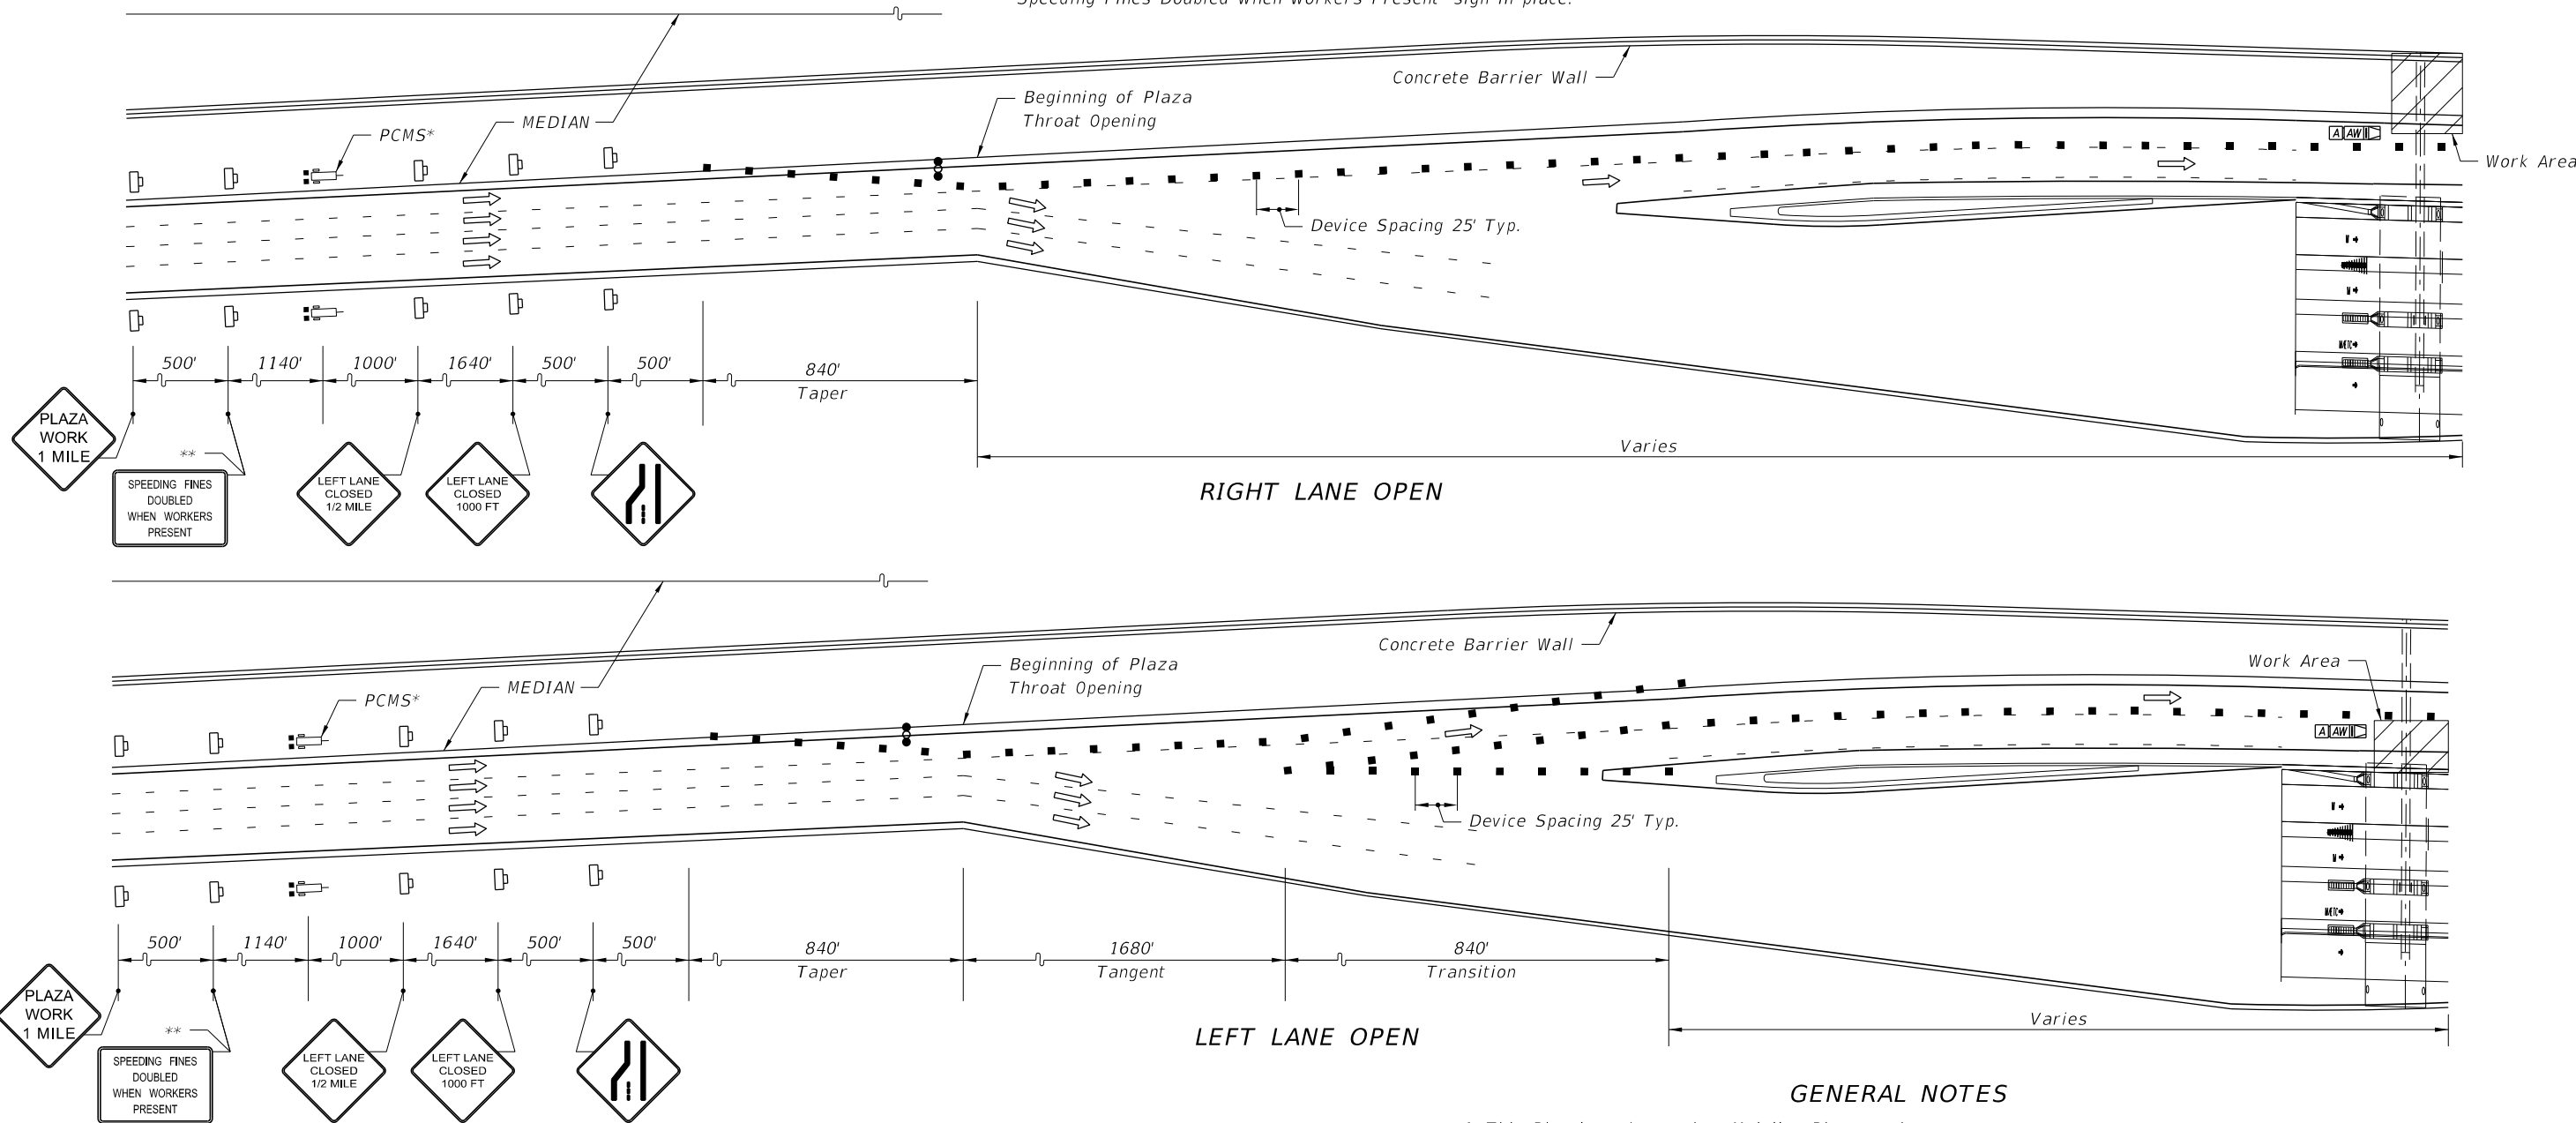 Speeding Fines Doubled When Workers Present" sign in place.
Concrete Barrier Wall
Beginning of Plaza
Throat Opening
PCMS*
MEDIAN
A AW
Work Area
Device Spacing 25' Typ.
500' 1140' 1000' 1640' 500' 500' 840'
Taper
Varies
PLAZA
WORK
1 MILE
**
SPEEDING FINES
DOUBLED
WHEN WORKERS
PRESENT
LEFT LANE
CLOSED
1/2 MILE
LEFT LANE
CLOSED
1000 FT
RIGHT LANE OPEN
Concrete Barrier Wall
Beginning of Plaza
Throat Opening
Work Area
PCMS*
MEDIAN
A AW
Device Spacing 25' Typ.
500' 1140' 1000' 1640' 500' 500' 840' 1680' 840'
Taper Tangent Transition
Varies
PLAZA
WORK
1 MILE
**
SPEEDING FINES
DOUBLED
WHEN WORKERS
PRESENT
LEFT LANE
CLOSED
1/2 MILE
LEFT LANE
CLOSED
1000 FT
LEFT LANE OPEN
GENERAL NOTES